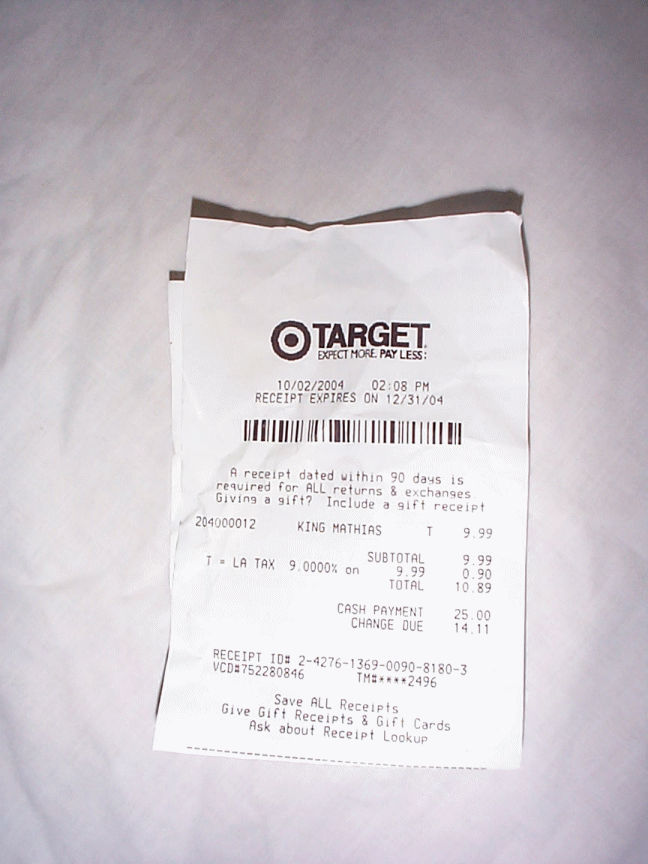 TARGET
EXPECT MORE. PAY LESS.
10/02/2004 02:08 PM
RECEIPT EXPIRES ON 12/31/04
A receipt dated within 90 days is
required for ALL returns & exchanges
Giving a gift? Include a gift receipt
204000012 KING MATHIAS T 9.99
SUBTOTAL 9.99
T = LA TAX 9.0000% on 9.99 0.90
TOTAL 10.89
CASH PAYMENT 25.00
CHANGE DUE 14.11
RECEIPT ID# 2-4276-1369-0090-8180-3
VCD#752280846 TM#****2496
Save ALL Receipts
Give Gift Receipts & Gift Cards
Ask about Receipt Lookup